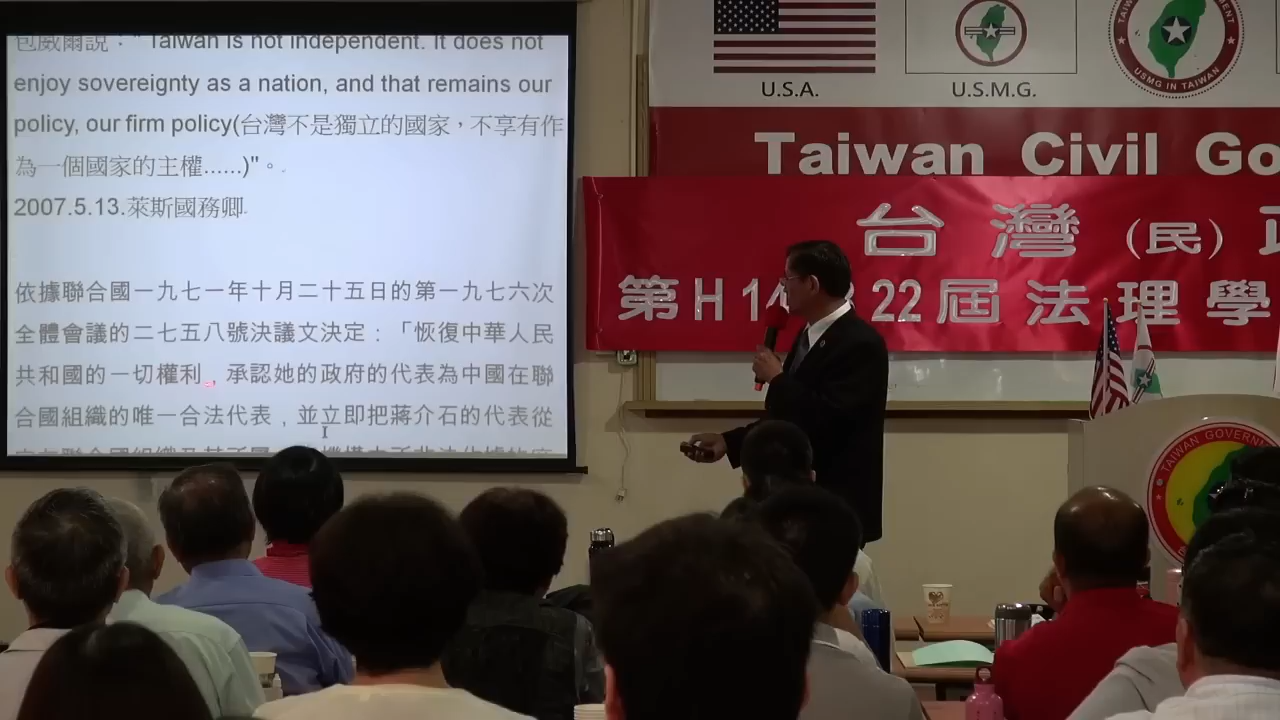 包威爾說："Taiwan is not independent. It does not
enjoy sovereignty as a nation, and that remains our
policy, our firm policy(台灣不是獨立的國家，不享有作
為一個國家的主權......)"。
2007.5.13.萊斯國務卿
依據聯合國一九七一年十月二十五日的第一九七六次
全體會議的二七五八號決議文決定：「恢復中華人民
共和國的一切權利，承認她的政府的代表為中國在聯
合國組織的唯一合法代表，並立即把蔣介石的代表從
U.S.A.
U.S.M.G.
USMG IN TAIWAN
Taiwan Civil Go
台灣（民）政
第H14 22屆法理學
TAIWAN GOVERNM